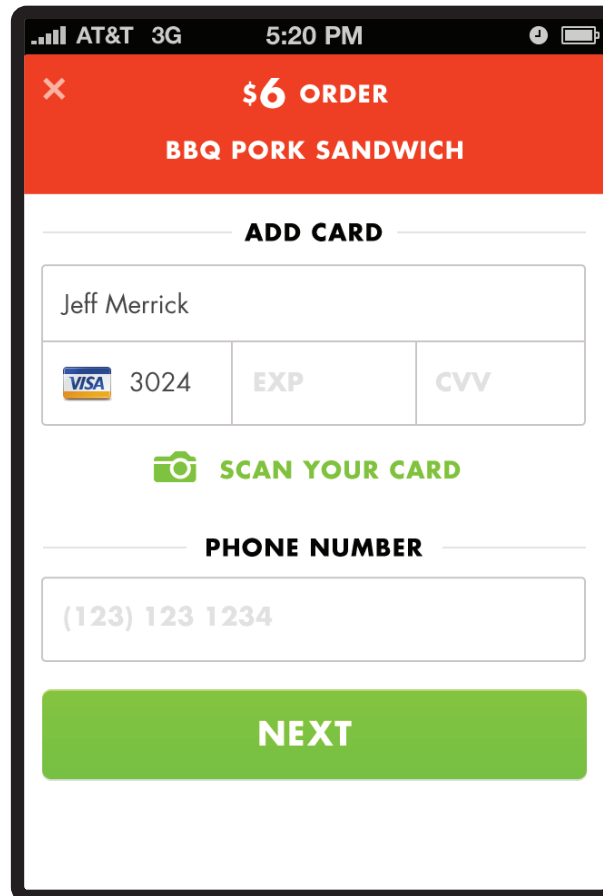 AT&T 3G 5:20 PM
$6 ORDER
BBQ PORK SANDWICH
ADD CARD
Jeff Merrick
VISA 3024 EXP CVV
SCAN YOUR CARD
PHONE NUMBER
(123) 123 1234
NEXT